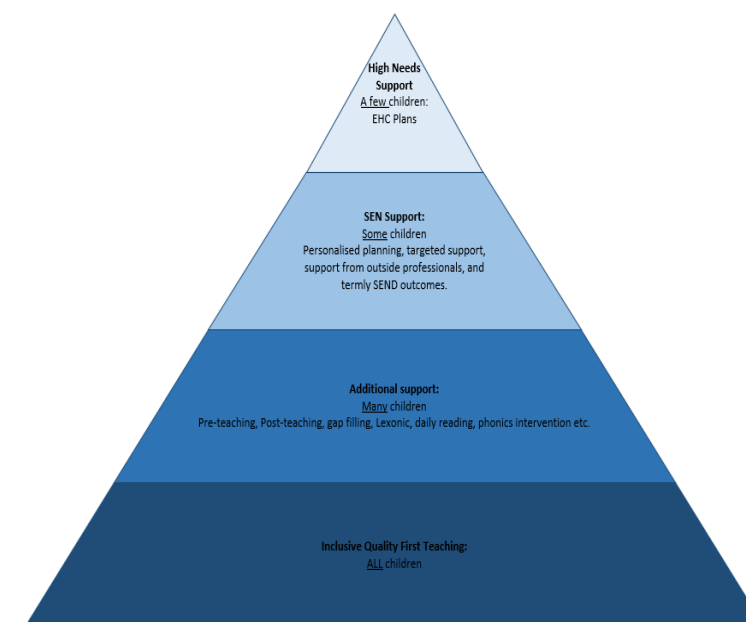 High Needs
Support
A few children:
EHC Plans
SEN Support:
Some children
Personalised planning, targeted support,
support from outside professionals, and
termly SEND outcomes.
Additional support:
Many children
Pre-teaching, Post-teaching, gap filling, Lexonic, daily reading, phonics intervention etc.
Inclusive Quality First Teaching:
ALL children